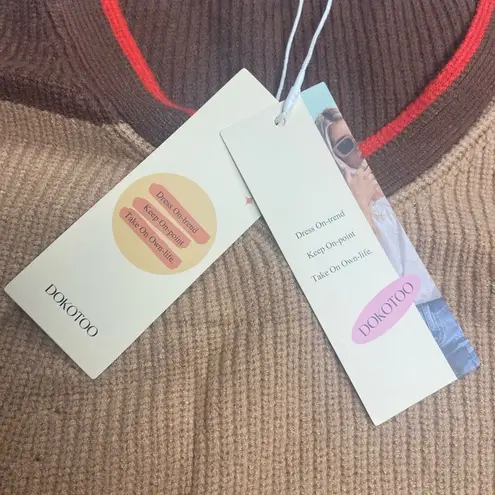 Dress On-trend
Keep On-point
Take On Own-life.
DOKOTOO
Dress On-trend
Keep On-point
Take On Own-life.
DOKOTOO